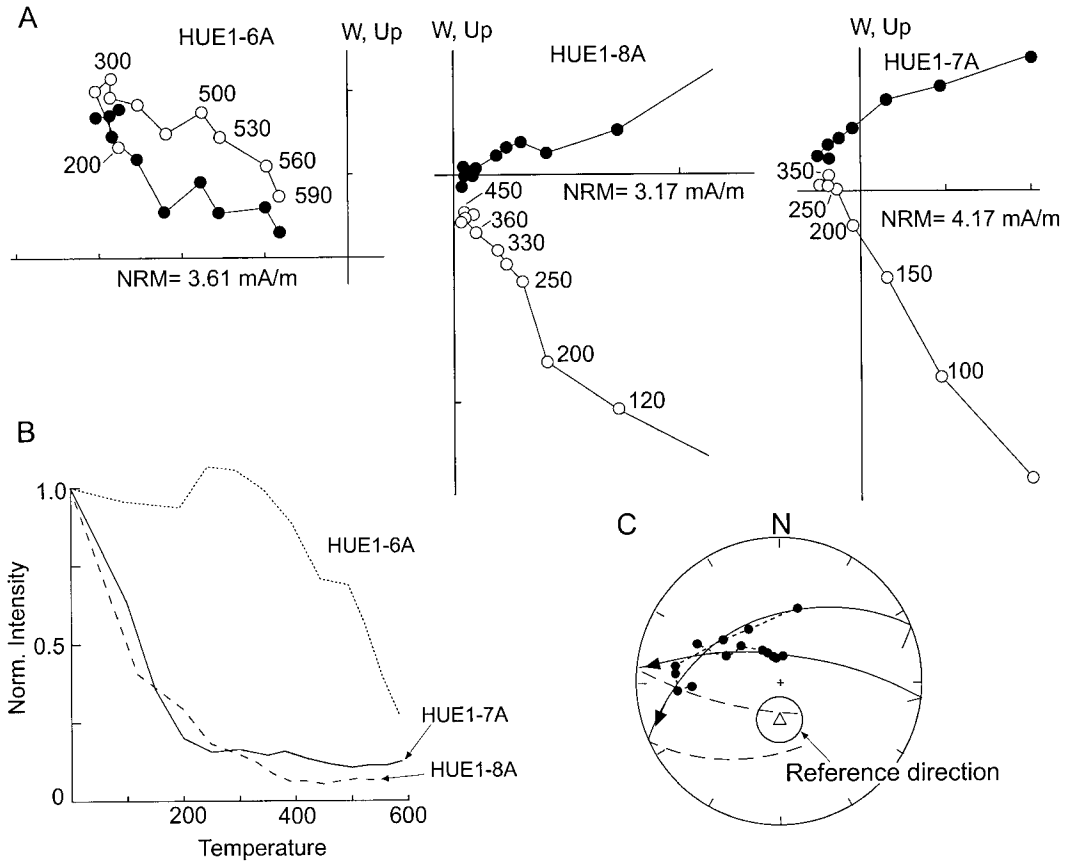 A
HUE1-6A
W, Up
300
500
530
560
590
200
NRM= 3.61 mA/m
W, Up
HUE1-8A
NRM= 3.17 mA/m
450
360
330
250
200
120
W, Up
HUE1-7A
350
250
200
NRM= 4.17 mA/m
150
100
B
1.0
0.5
0
Norm. Intensity
HUE1-6A
HUE1-7A
HUE1-8A
200
400
600
Temperature
C
N
+
Reference direction